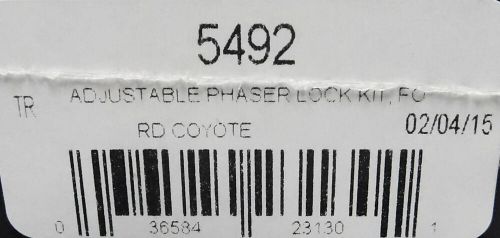 5492
TR ADJUSTABLE PHASER LOCK KIT, FO
RD COYOTE 02/04/15
0 36584 23130 1